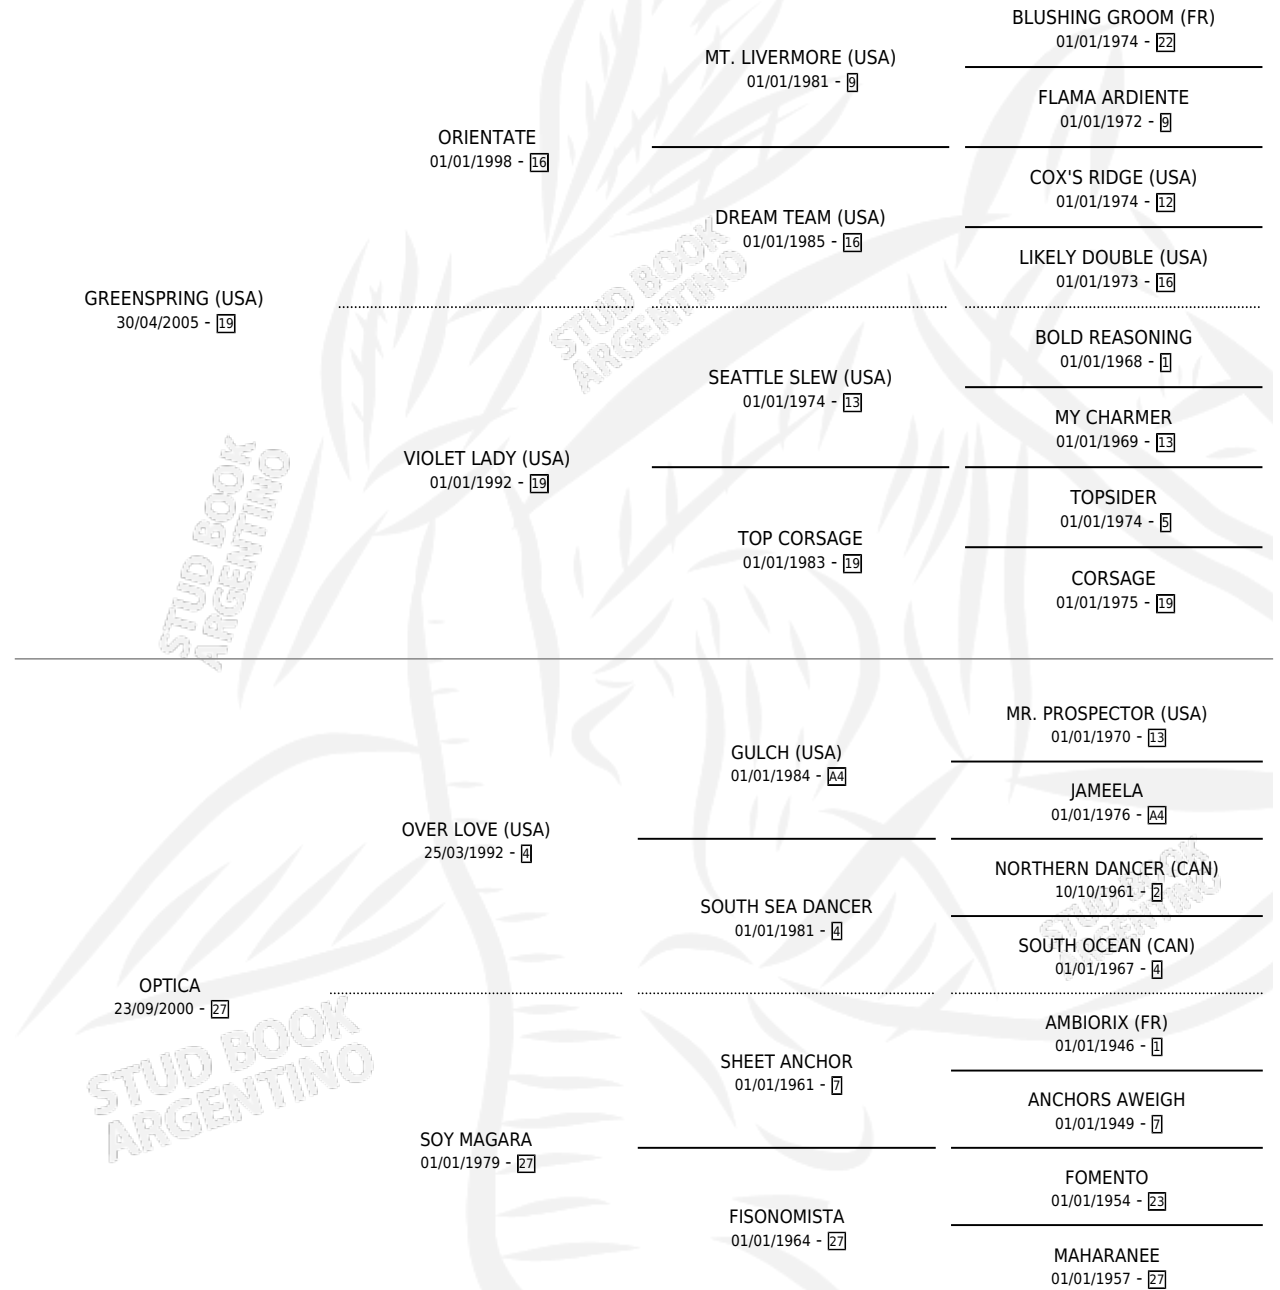 BLUSHING GROOM (FR)
01/01/1974 - 22
MT. LIVERMORE (USA)
01/01/1981 - 9
FLAMA ARDIENTE
01/01/1972 - 9
ORIENTATE
01/01/1998 - 16
COX'S RIDGE (USA)
01/01/1974 - 12
DREAM TEAM (USA)
01/01/1985 - 16
LIKELY DOUBLE (USA)
01/01/1973 - 16
GREENSPRING (USA)
30/04/2005 - 19
STUD BOOK
ARGENTINO
BOLD REASONING
01/01/1968 - 1
SEATTLE SLEW (USA)
01/01/1974 - 13
MY CHARMER
01/01/1969 - 13
VIOLET LADY (USA)
01/01/1992 - 19
TOPSIDER
01/01/1974 - 5
TOP CORSAGE
01/01/1983 - 19
CORSAGE
01/01/1975 - 19
STUD BOOK
ARGENTINO
MR. PROSPECTOR (USA)
01/01/1970 - 13
GULCH (USA)
01/01/1984 - A4
JAMEELA
01/01/1976 - A4
OVER LOVE (USA)
25/03/1992 - 4
NORTHERN DANCER (CAN)
10/10/1961 - 2
SOUTH SEA DANCER
01/01/1981 - 4
SOUTH OCEAN (CAN)
01/01/1967 - 4
STUD BOOK
ARGENTINO
OPTICA
23/09/2000 - 27
STUD BOOK
ARGENTINO
AMBIORIX (FR)
01/01/1946 - 1
SHEET ANCHOR
01/01/1961 - 7
ANCHORS AWEIGH
01/01/1949 - 7
SOY MAGARA
01/01/1979 - 27
FOMENTO
01/01/1954 - 23
FISONOMISTA
01/01/1964 - 27
MAHARANEE
01/01/1957 - 27